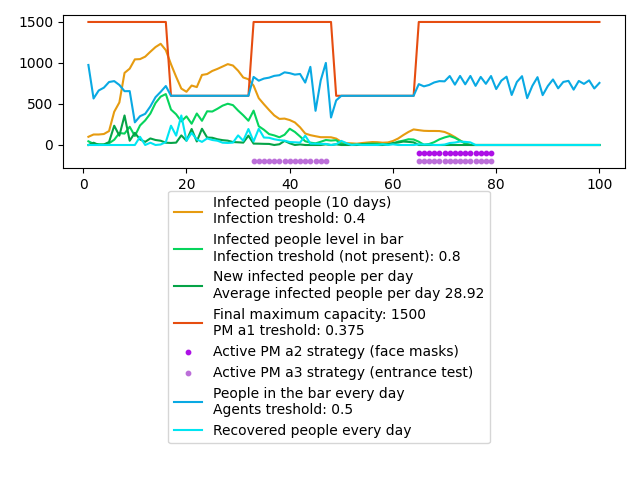 1500
1000
500
0
0 20 40 60 80 100
Infected people (10 days)
Infection treshold: 0.4
Infected people level in bar
Infection treshold (not present): 0.8
New infected people per day
Average infected people per day 28.92
Final maximum capacity: 1500
PM a1 treshold: 0.375
Active PM a2 strategy (face masks)
Active PM a3 strategy (entrance test)
People in the bar every day
Agents treshold: 0.5
Recovered people every day